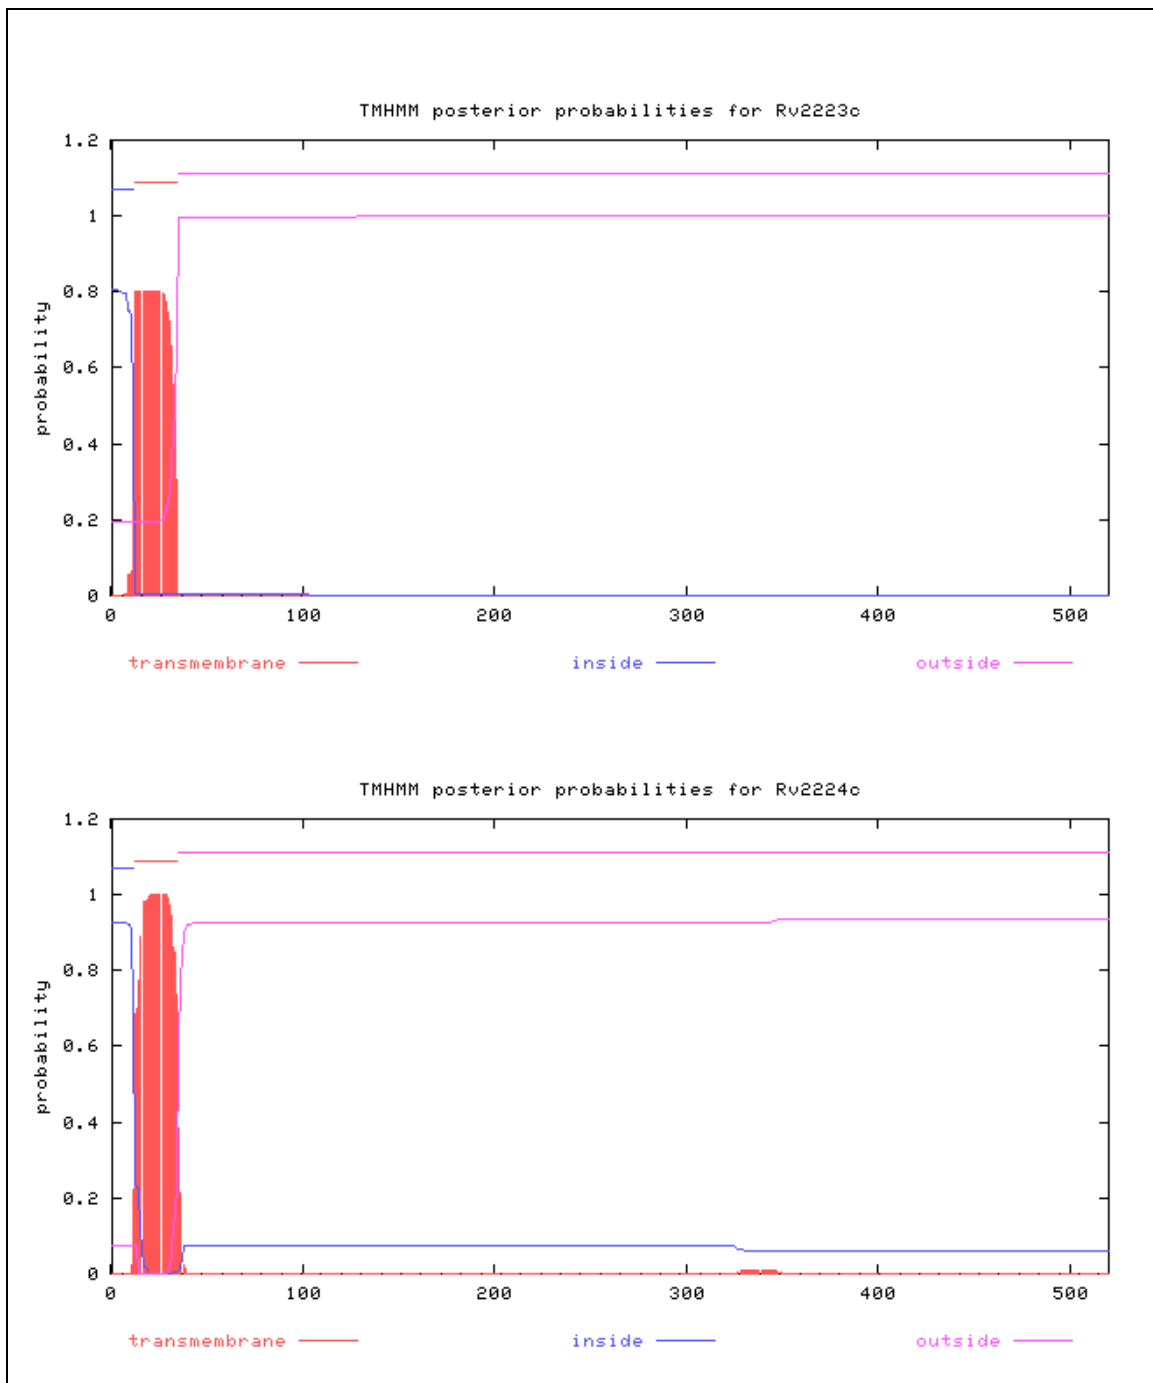 TMHMM posterior probabilities for Rv2223c
1.2
1
0.8
0.6
0.4
0.2
0
probability
0 100 200 300 400 500
transmembrane inside outside
TMHMM posterior probabilities for Rv2224c
1.2
1
0.8
0.6
0.4
0.2
0
probability
0 100 200 300 400 500
transmembrane inside outside